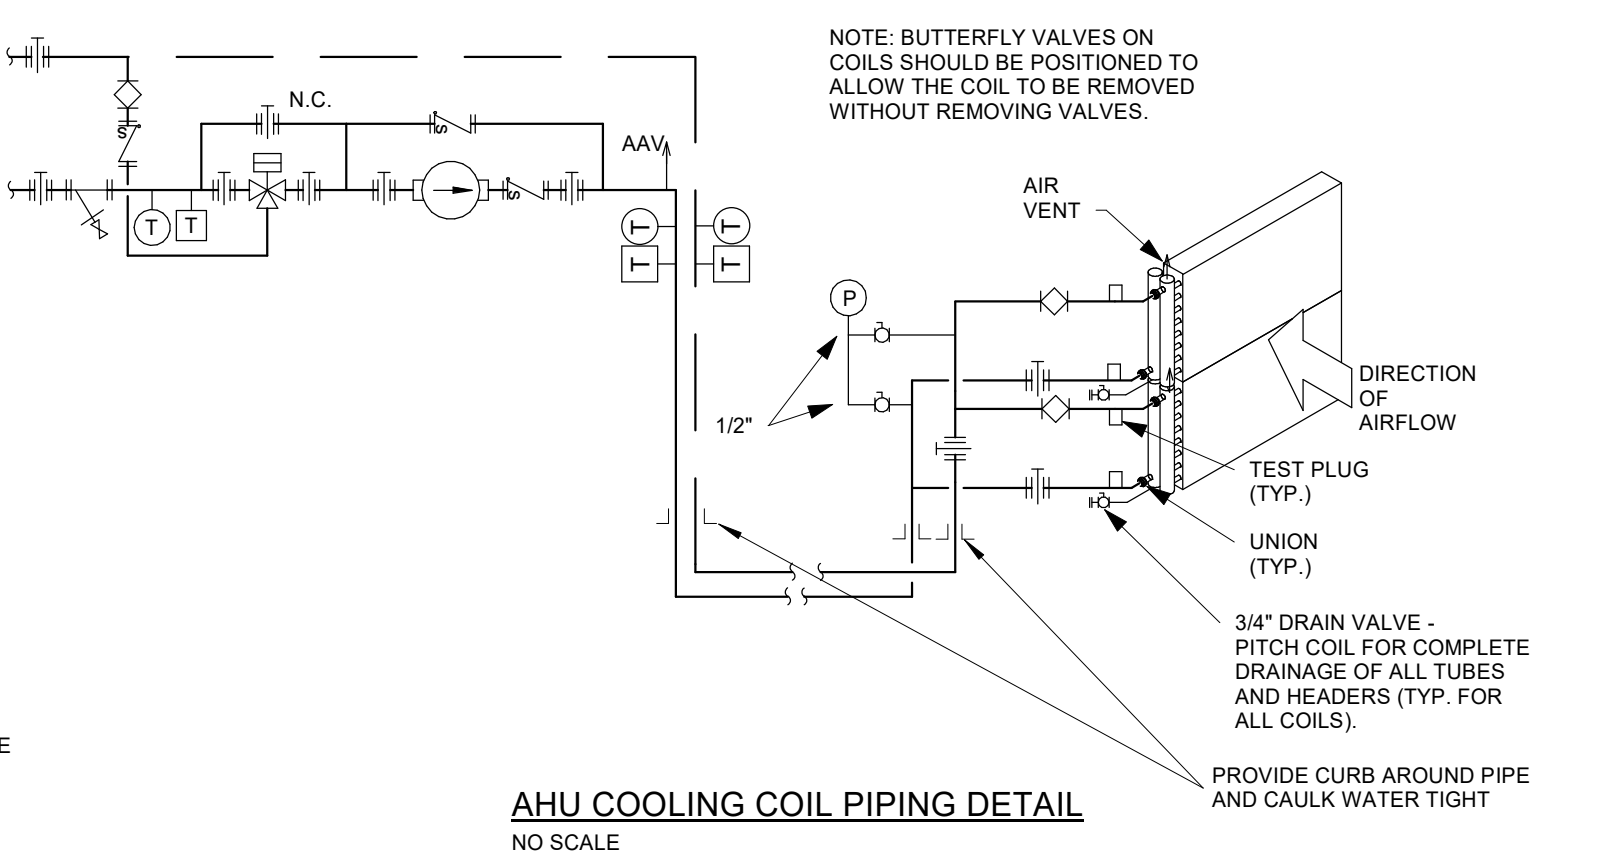 NOTE: BUTTERFLY VALVES ON
COILS SHOULD BE POSITIONED TO
ALLOW THE COIL TO BE REMOVED
WITHOUT REMOVING VALVES.
N.C.
S
S
AAV
T
T
S
T
T
T
T
AIR
VENT
P
1/2"
DIRECTION
OF
AIRFLOW
TEST PLUG
(TYP.)
UNION
(TYP.)
3/4" DRAIN VALVE -
PITCH COIL FOR COMPLETE
DRAINAGE OF ALL TUBES
AND HEADERS (TYP. FOR
ALL COILS).
E
PROVIDE CURB AROUND PIPE
AND CAULK WATER TIGHT
AHU COOLING COIL PIPING DETAIL
NO SCALE